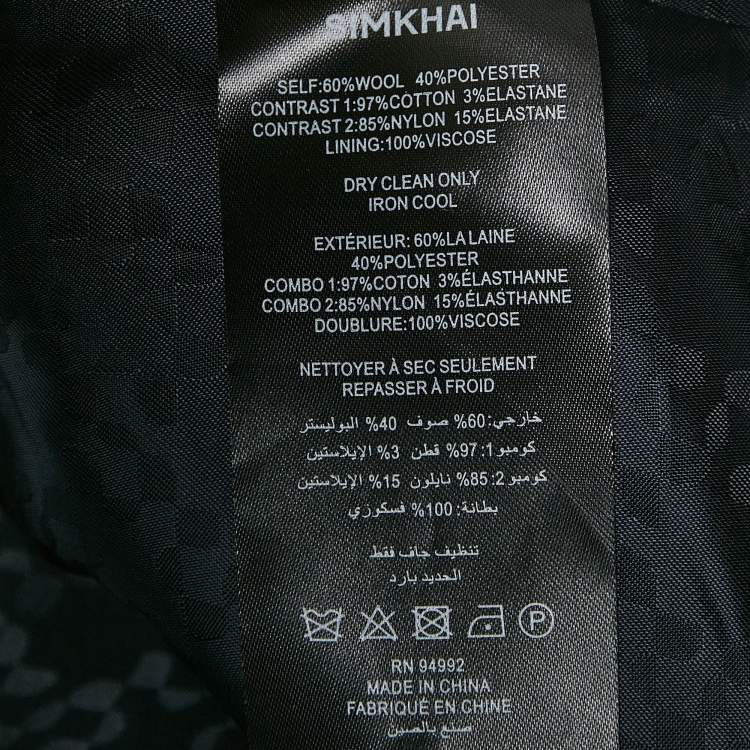 SIMKHAI
SELF:60%WOOL 40%POLYESTER
CONTRAST 1:97%COTTON 3%ELASTANE
CONTRAST 2:85%NYLON 15%ELASTANE
LINING:100%VISCOSE
DRY CLEAN ONLY
IRON COOL
EXTÉRIEUR: 60%LA LAINE
40%POLYESTER
COMBO 1:97%COTON 3%ÉLASTHANNE
COMBO 2:85%NYLON 15%ÉLASTHANNE
DOUBLURE:100%VISCOSE
NETTOYER À SEC SEULEMENT
REPASSER À FROID
خارجي:60% صوف 40% البوليستر
كومبو 1:97% قطن 3% الإيلاستين
كومبو 2:85% نايلون 15% الإيلاستين
بطانة:100% فسكوزي
تنظيف جاف فقط
الحديد بارد
P
RN 94992
MADE IN CHINA
FABRIQUÉ EN CHINE
صنع بالصين